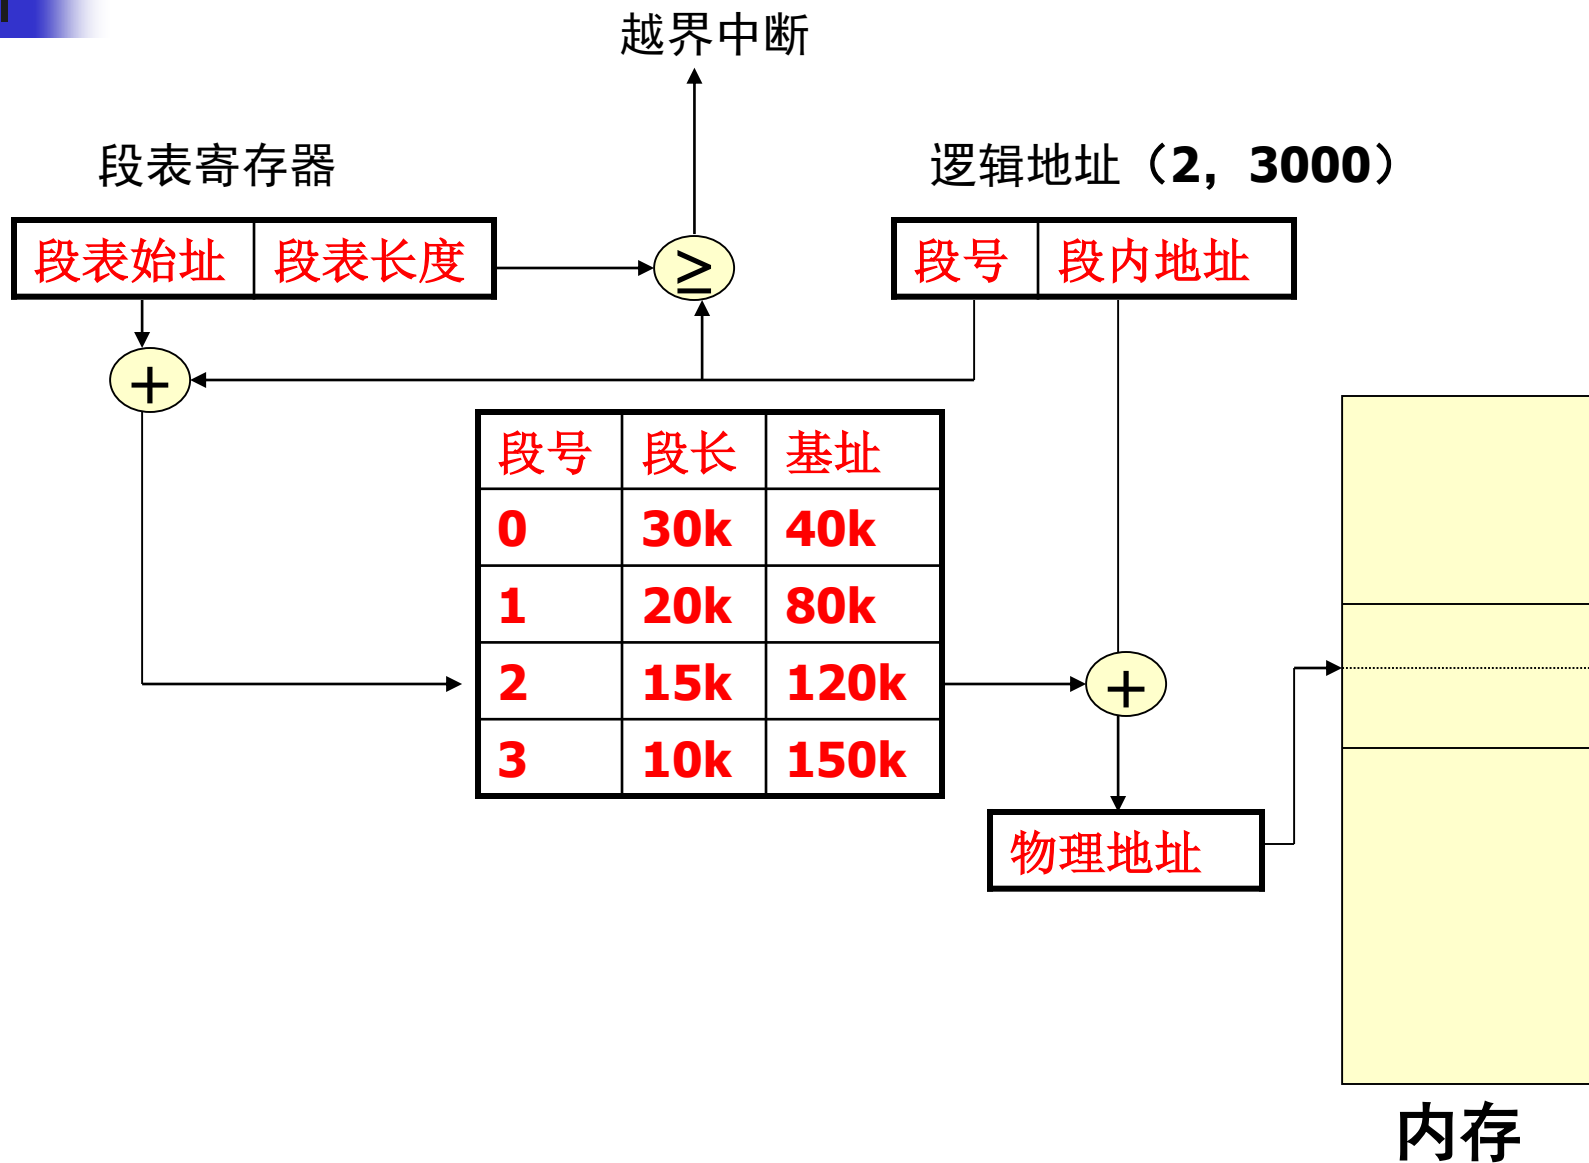 越界中断
段表寄存器
逻辑地址（2，3000）
段表始址 段表长度
≥
段号 段内地址
+
段号 段长 基址
0 30k 40k
1 20k 80k
2 15k 120k
3 10k 150k
+
物理地址
内存